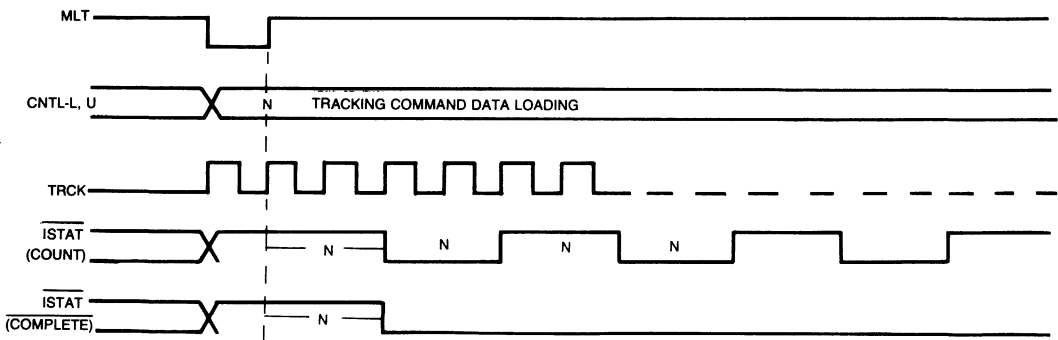 MLT
CNTL-L, U
N TRACKING COMMAND DATA LOADING
TRCK
ISTAT
(COUNT)
N N N N
ISTAT
(COMPLETE)
N